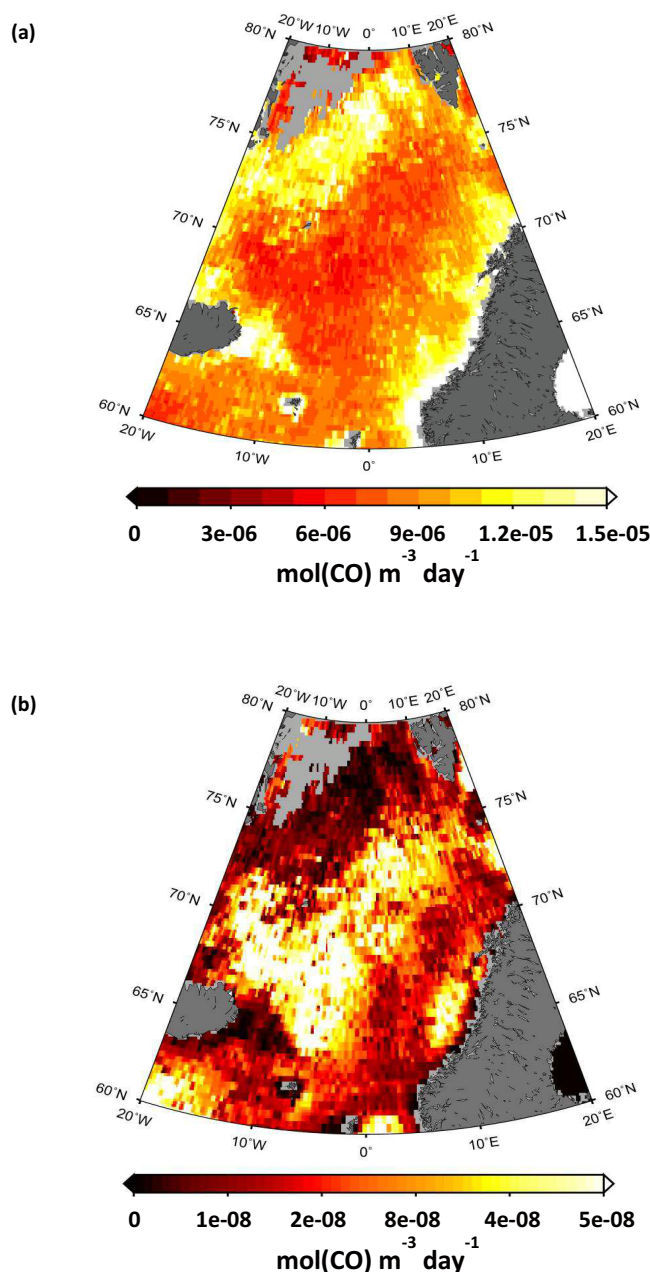 (a)
20˚W 10˚W 0˚ 10˚E 20˚E
80˚N 80˚N
75˚N 75˚N
70˚N 70˚N
65˚N 65˚N
60˚N 60˚N
20˚W 10˚W 0˚ 10˚E 20˚E
0 3e-06 6e-06 9e-06 1.2e-05 1.5e-05
mol(CO) m-3 day-1
(b)
20˚W 10˚W 0˚ 10˚E 20˚E
80˚N 80˚N
75˚N 75˚N
70˚N 70˚N
65˚N 65˚N
60˚N 60˚N
20˚W 10˚W 0˚ 10˚E 20˚E
0 1e-08 2e-08 8e-08 4e-08 5e-08
mol(CO) m-3 day-1